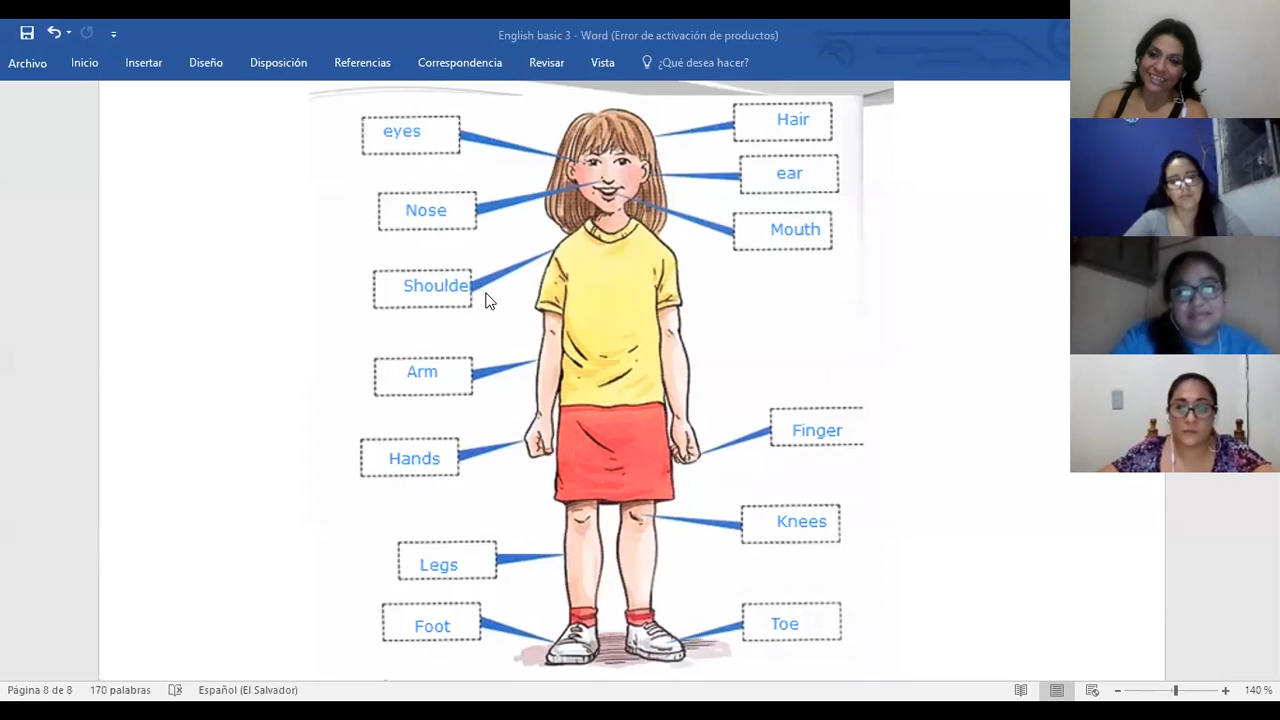 English basic 3 - Word (Error de activación de productos)
Archivo Inicio Insertar Diseño Disposición Referencias Correspondencia Revisar Vista ¿Qué desea hacer?
eyes
Hair
ear
Nose
Mouth
Shoulde
Arm
Hands
Finger
Knees
Legs
Foot
Toe
Página 8 de 8 170 palabras Español (El Salvador) 140 %